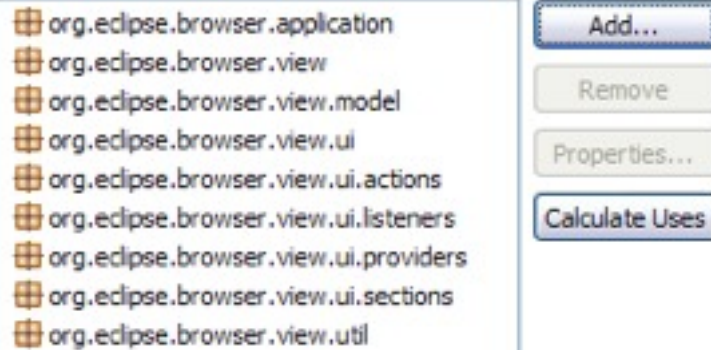 org.eclipse.browser.application
org.eclipse.browser.view
org.eclipse.browser.view.model
org.eclipse.browser.view.ui
org.eclipse.browser.view.ui.actions
org.eclipse.browser.view.ui.listeners
org.eclipse.browser.view.ui.providers
org.eclipse.browser.view.ui.sections
org.eclipse.browser.view.util
Add...
Remove
Properties...
Calculate Uses